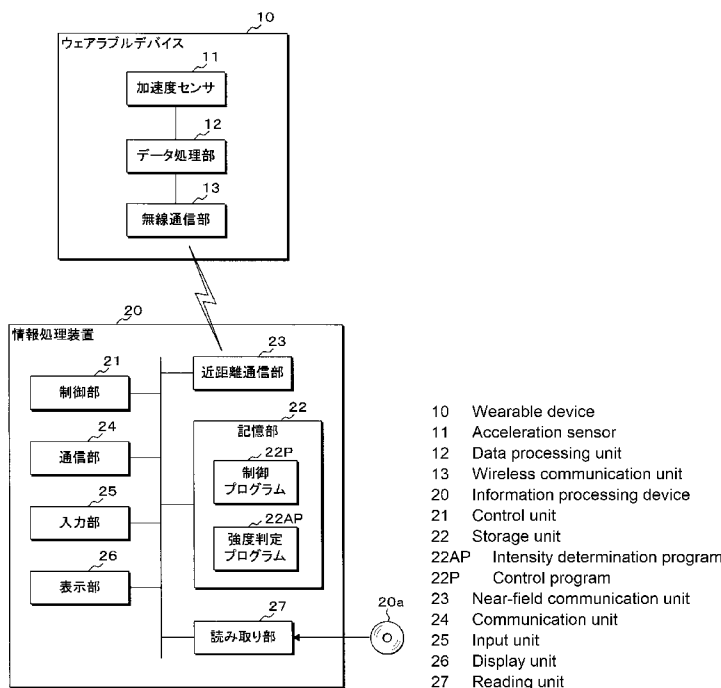 10
ウェアラブルデバイス
11
加速度センサ
12
データ処理部
13
無線通信部
20
情報処理装置
21
制御部
23
近距離通信部
24
通信部
22
記憶部
22P
制御
プログラム
25
入力部
22AP
強度判定
プログラム
26
表示部
27
読み取り部
20a
10 Wearable device
11 Acceleration sensor
12 Data processing unit
13 Wireless communication unit
20 Information processing device
21 Control unit
22 Storage unit
22AP Intensity determination program
22P Control program
23 Near-field communication unit
24 Communication unit
25 Input unit
26 Display unit
27 Reading unit